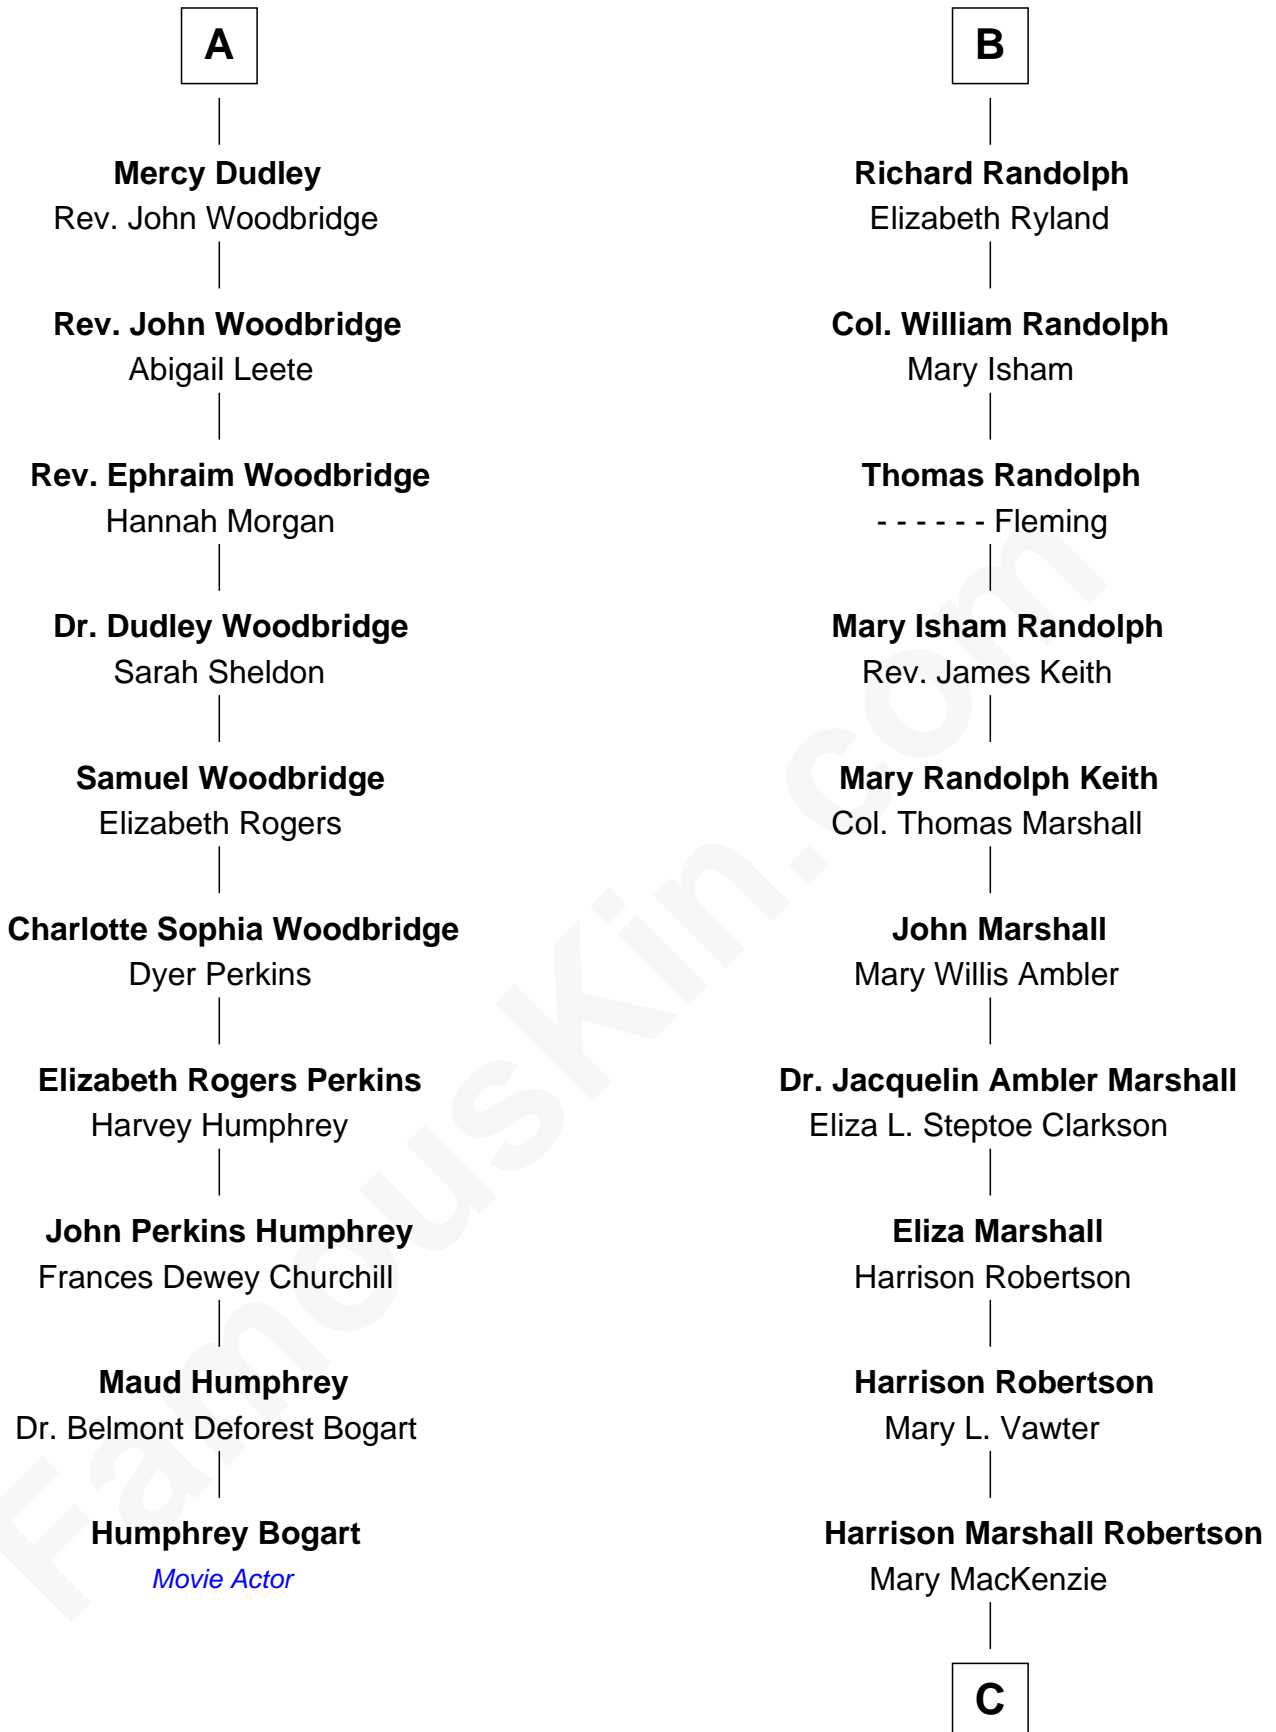 A
Mercy Dudley
Rev. John Woodbridge
Rev. John Woodbridge
Abigail Leete
Rev. Ephraim Woodbridge
Hannah Morgan
Dr. Dudley Woodbridge
Sarah Sheldon
Samuel Woodbridge
Elizabeth Rogers
Charlotte Sophia Woodbridge
Dyer Perkins
Elizabeth Rogers Perkins
Harvey Humphrey
John Perkins Humphrey
Frances Dewey Churchill
Maud Humphrey
Dr. Belmont Deforest Bogart
Humphrey Bogart
Movie Actor
B
Richard Randolph
Elizabeth Ryland
Col. William Randolph
Mary Isham
Thomas Randolph
- - - - - - Fleming
Mary Isham Randolph
Rev. James Keith
Mary Randolph Keith
Col. Thomas Marshall
John Marshall
Mary Willis Ambler
Dr. Jacquelin Ambler Marshall
Eliza L. Steptoe Clarkson
Eliza Marshall
Harrison Robertson
Harrison Robertson
Mary L. Vawter
Harrison Marshall Robertson
Mary MacKenzie
C
FamousKin.com